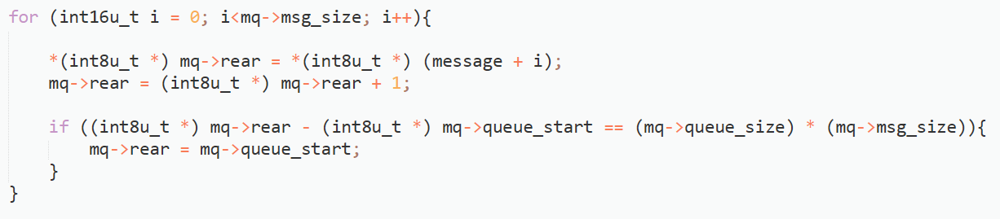 for (int16u_t i = 0; i<mq->msg_size; i++){
*(int8u_t *) mq->rear = *(int8u_t *) (message + i);
mq->rear = (int8u_t *) mq->rear + 1;
if ((int8u_t *) mq->rear - (int8u_t *) mq->queue_start == (mq->queue_size) * (mq->msg_size)){
mq->rear = mq->queue_start;
}
}